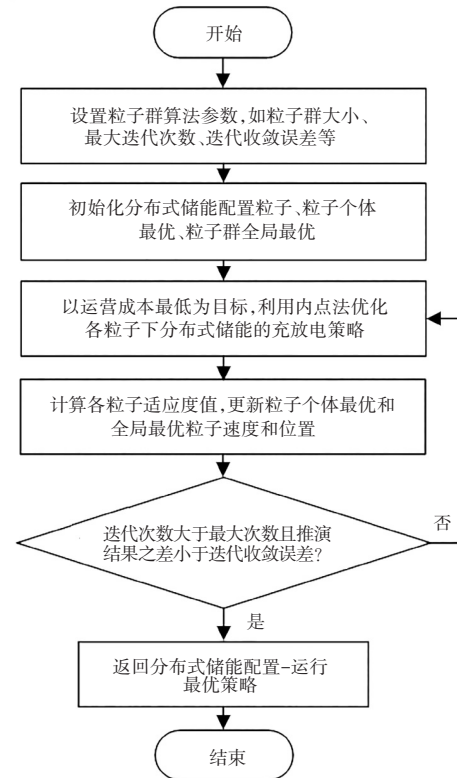 开始
设置粒子群算法参数,如粒子群大小、
最大迭代次数、迭代收敛误差等
初始化分布式储能配置粒子、粒子个体
最优、粒子群全局最优
以运营成本最低为目标,利用内点法优化
各粒子下分布式储能的充放电策略
计算各粒子适应度值,更新粒子个体最优和
全局最优粒子速度和位置
迭代次数大于最大次数且推演
结果之差小于迭代收敛误差?
否
是
返回分布式储能配置-运行
最优策略
结束